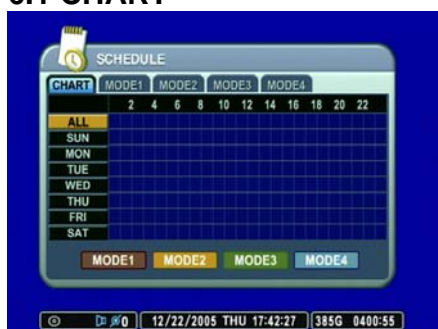 SCHEDULE
CHART MODE1 MODE2 MODE3 MODE4
2 4 6 8 10 12 14 16 18 20 22
ALL
SUN
MON
TUE
WED
THU
FRI
SAT
MODE1 MODE2 MODE3 MODE4
0 12/22/2005 THU 17:42:27 385G 0400:55